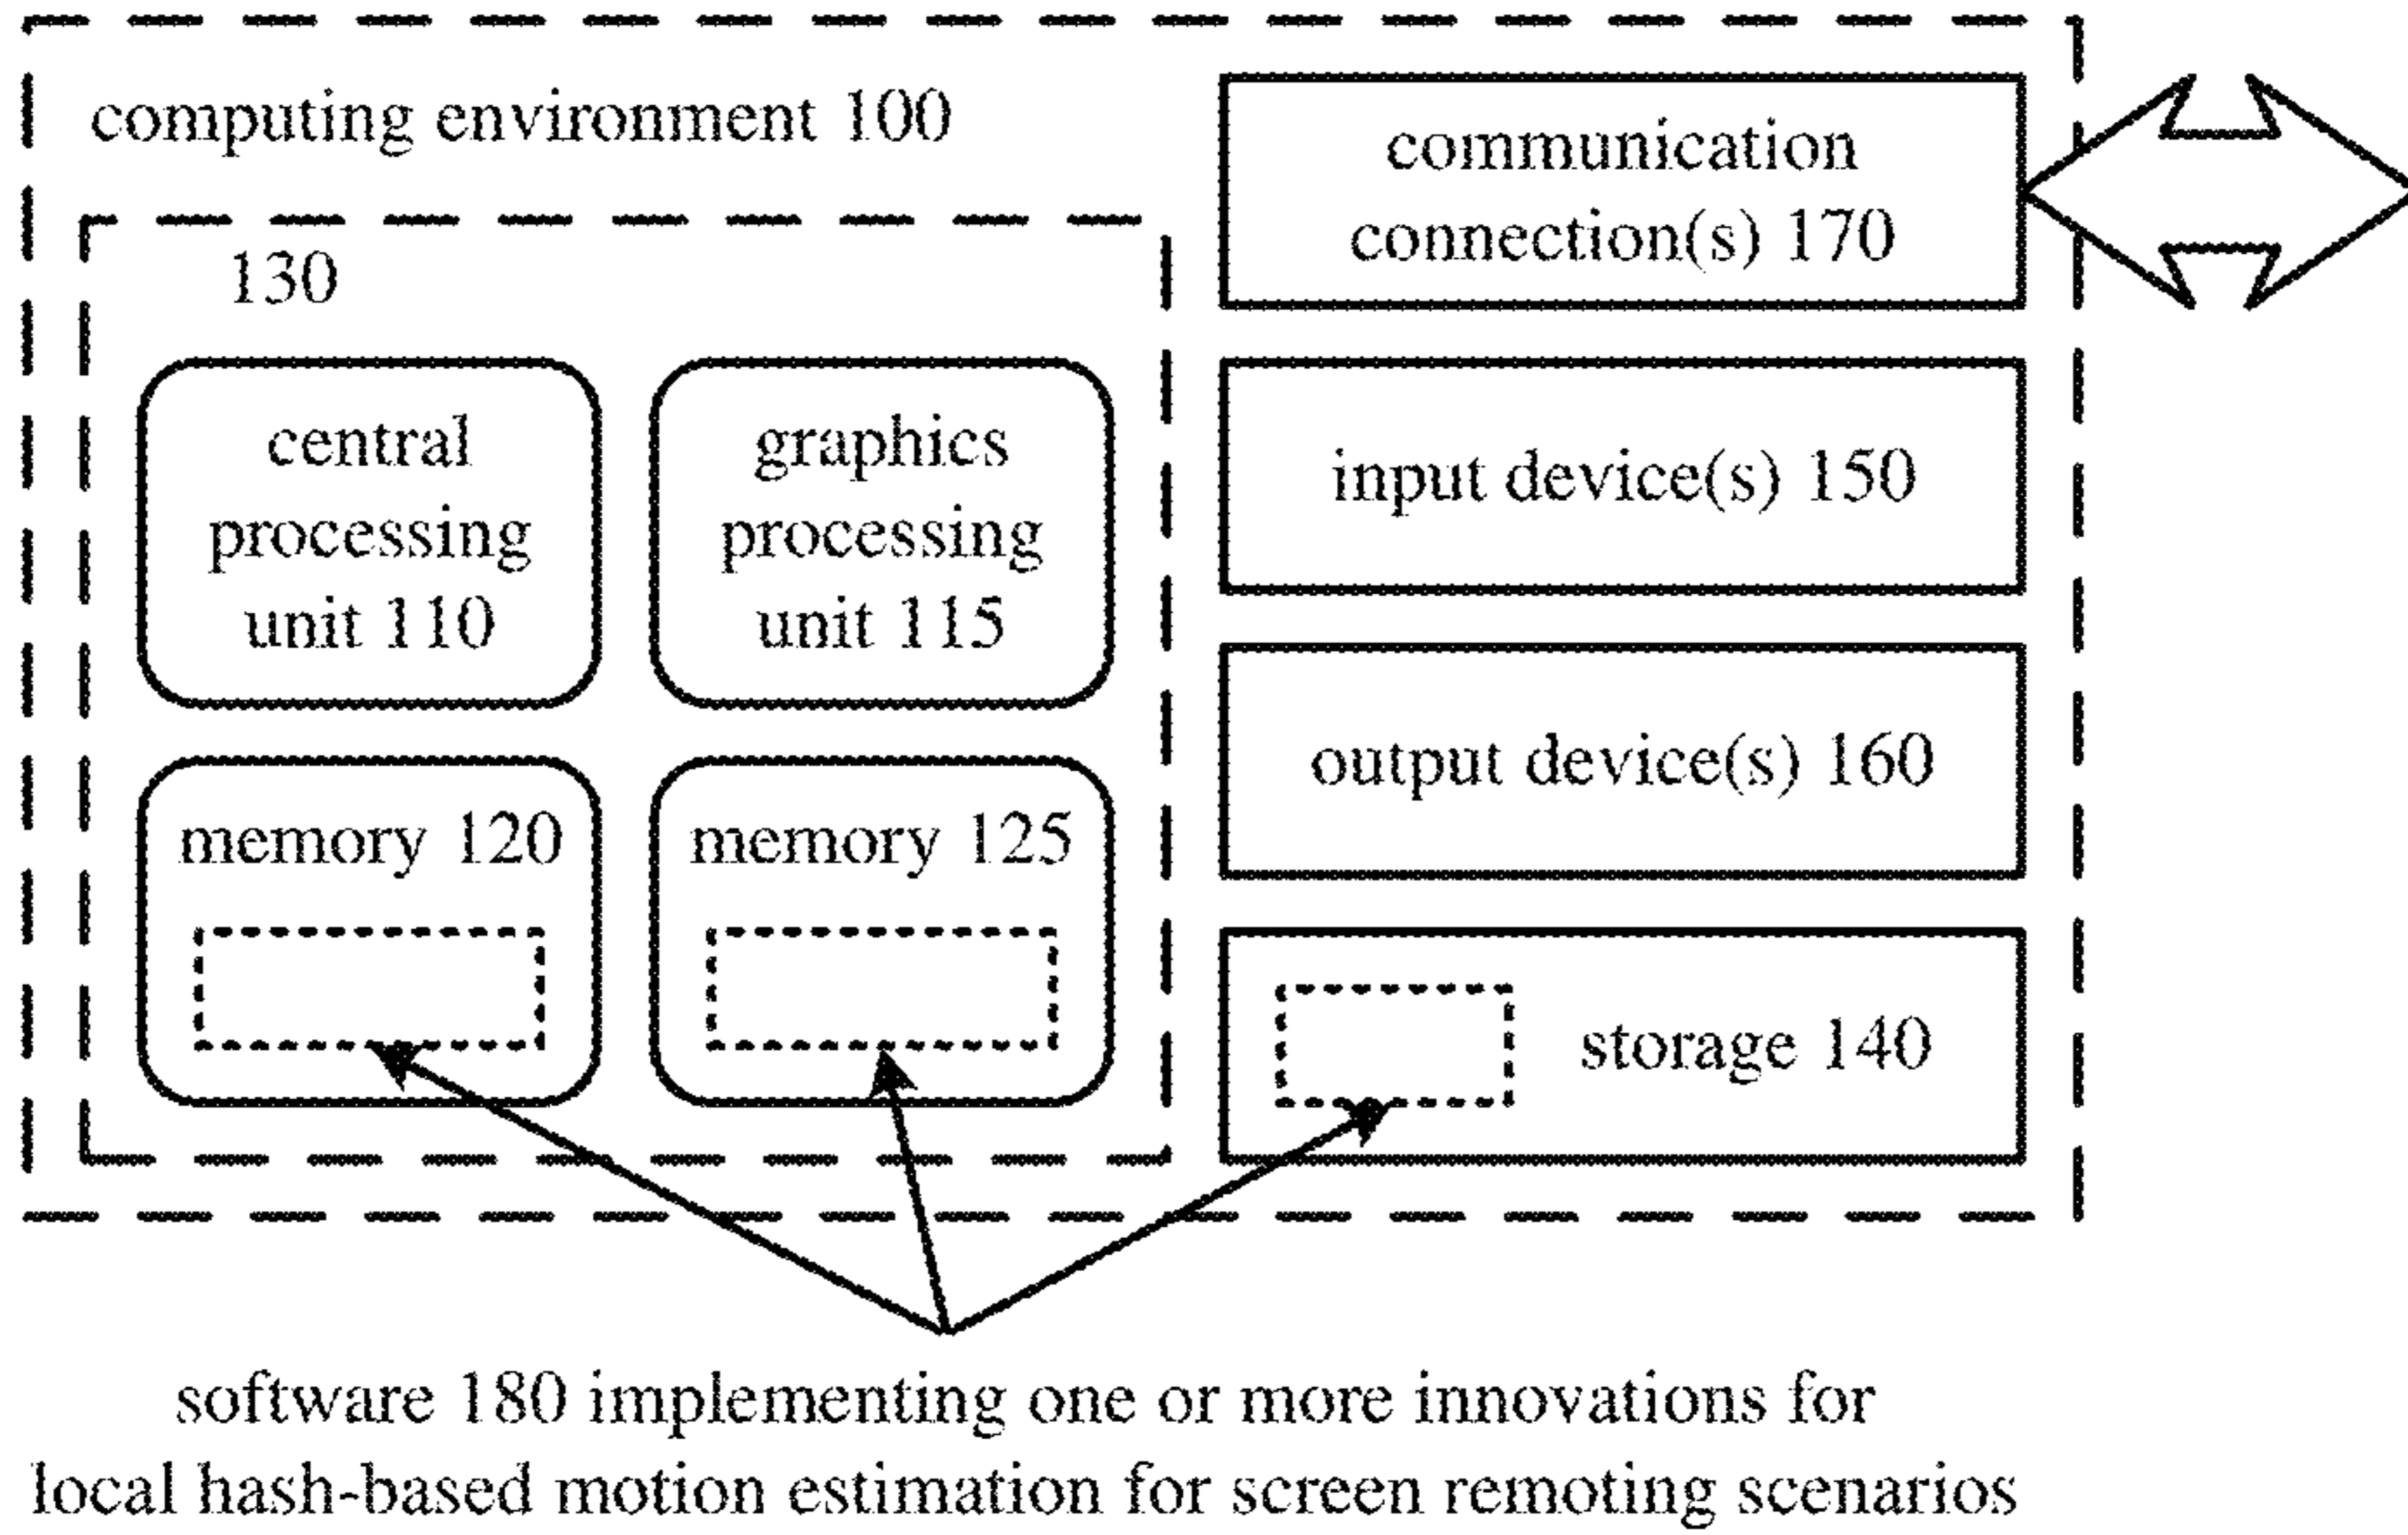 computing environment 100
130
central
processing
unit 110
graphics
processing
unit 115
memory 120
memory 125
communication
connection(s) 170
input device(s) 150
output device(s) 160
storage 140
software 180 implementing one or more innovations for
local hash-based motion estimation for screen remoting scenarios